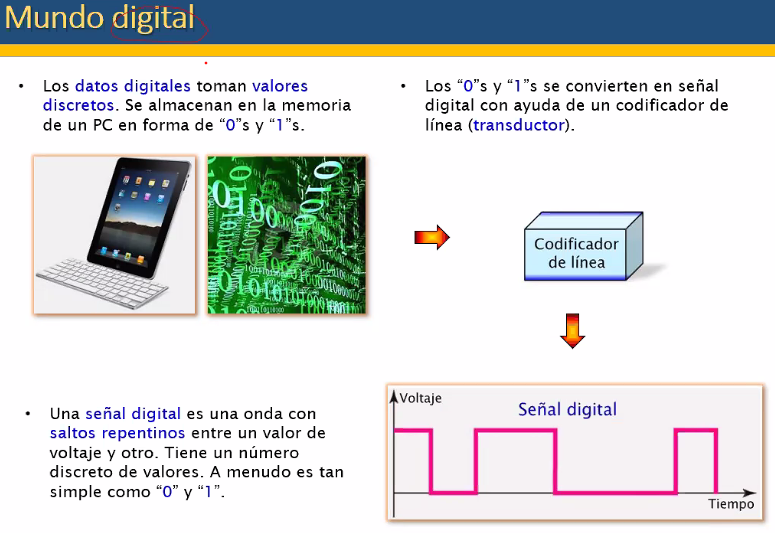 Mundo digital
• Los datos digitales toman valores
discretos. Se almacenan en la memoria
de un PC en forma de “0”s y “1”s.
• Los “0”s y “1”s se convierten en señal
digital con ayuda de un codificador de
línea (transductor).
Codificador
de línea
• Una señal digital es una onda con
saltos repentinos entre un valor de
voltaje y otro. Tiene un número
discreto de valores. A menudo es tan
simple como “0” y “1”.
Voltaje
Señal digital
Tiempo